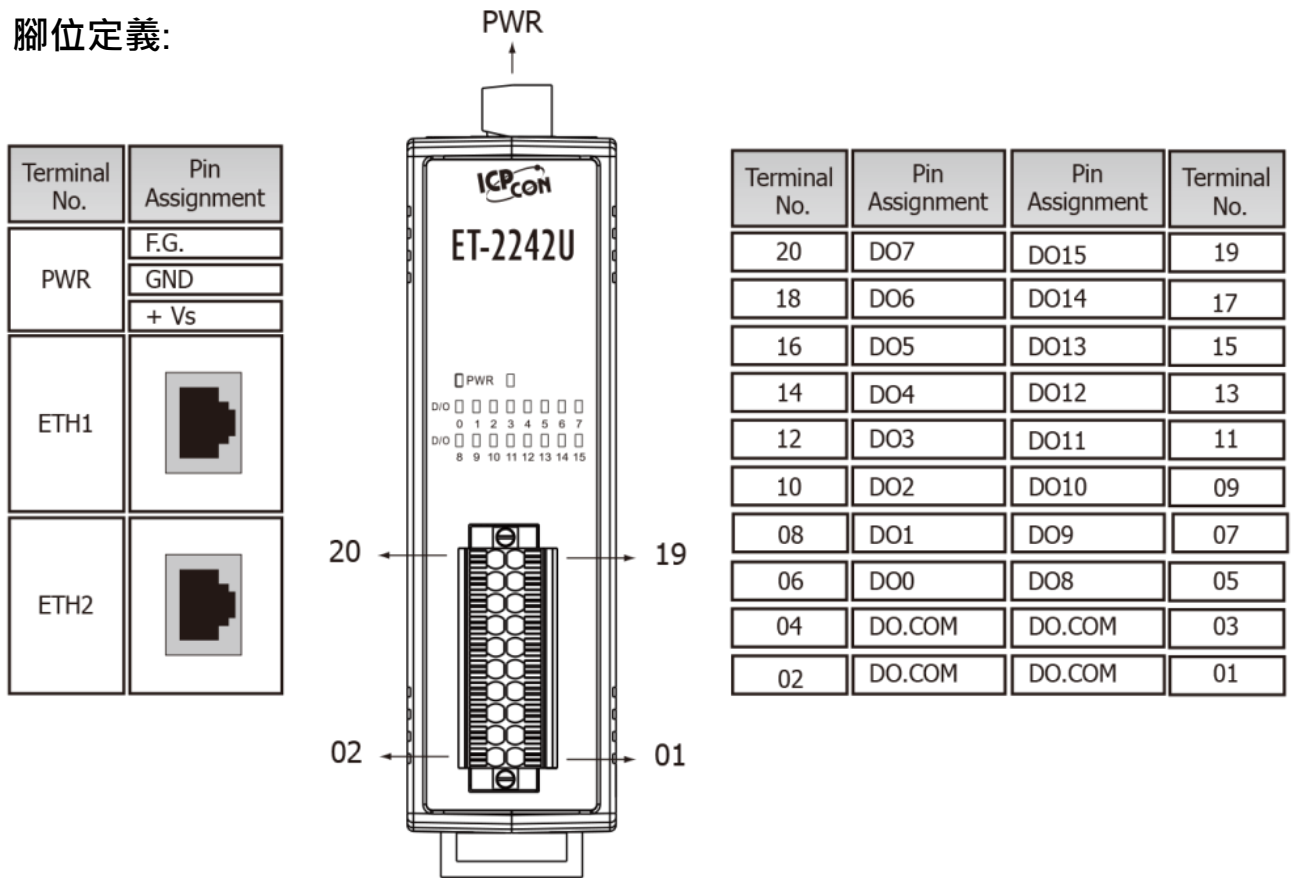 腳位定義:
PWR
Terminal No.
Pin Assignment
PWR
F.G.
GND
+ Vs
ETH1
ETH2
ICP CON
ET-2242U
PWR
D/O
0 1 2 3 4 5 6 7
D/O
8 9 10 11 12 13 14 15
20 19
02 01
Terminal No. Pin Assignment Pin Assignment Terminal No.
20 DO7 DO15 19
18 DO6 DO14 17
16 DO5 DO13 15
14 DO4 DO12 13
12 DO3 DO11 11
10 DO2 DO10 09
08 DO1 DO9 07
06 DO0 DO8 05
04 DO.COM DO.COM 03
02 DO.COM DO.COM 01